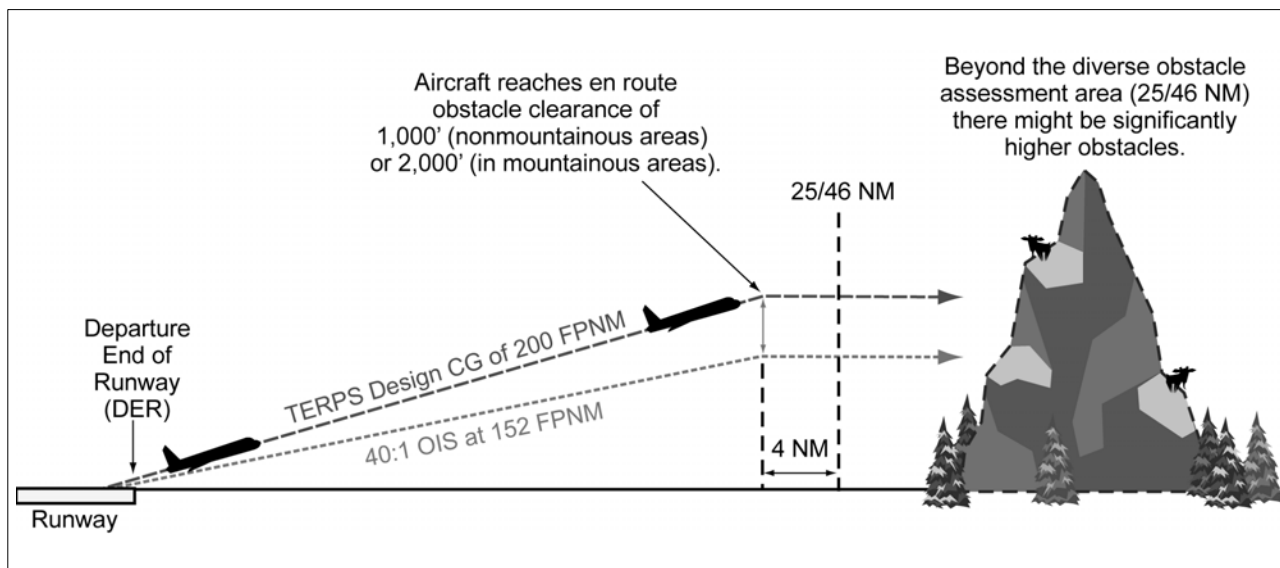 Aircraft reaches en route
obstacle clearance of
1,000’ (nonmountainous areas)
or 2,000’ (in mountainous areas).
Beyond the diverse obstacle
assessment area (25/46 NM)
there might be significantly
higher obstacles.
25/46 NM
Departure
End of
Runway
(DER)
TERPS Design CG of 200 FPNM
40:1 OIS at 152 FPNM
4 NM
Runway